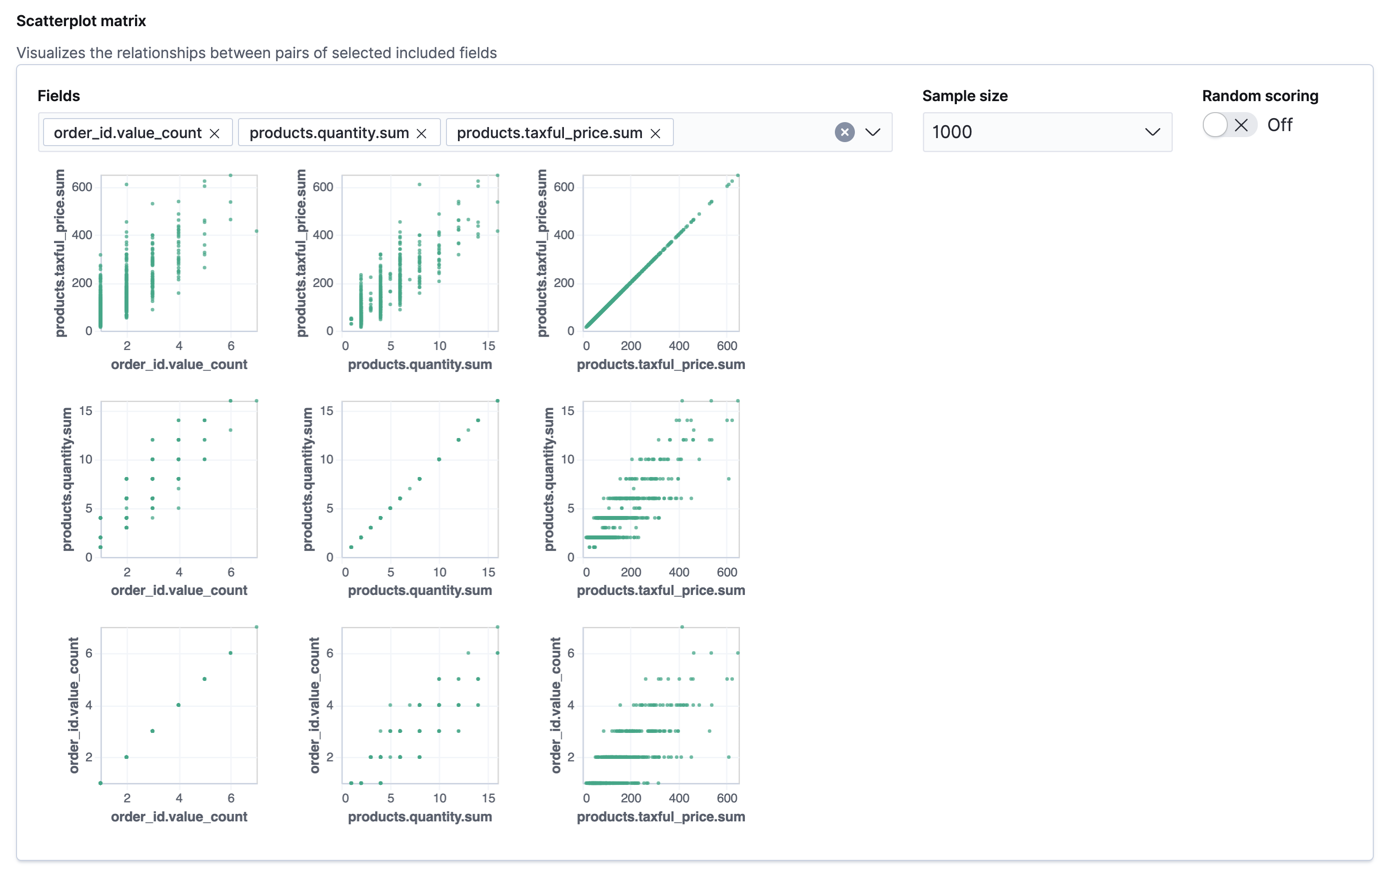 Scatterplot matrix
Visualizes the relationships between pairs of selected included fields
Fields
Sample size
Random scoring
order_id.value_count
products.quantity.sum
products.taxful_price.sum
1000
Off
products.taxful_price.sum
600
400
200
0
2 4 6
order_id.value_count
products.taxful_price.sum
600
400
200
0
0 5 10 15
products.quantity.sum
products.taxful_price.sum
600
400
200
0
0 200 400 600
products.taxful_price.sum
products.quantity.sum
15
10
5
0
2 4 6
order_id.value_count
products.quantity.sum
15
10
5
0
0 5 10 15
products.quantity.sum
products.quantity.sum
15
10
5
0
0 200 400 600
products.taxful_price.sum
order_id.value_count
6
4
2
2 4 6
order_id.value_count
order_id.value_count
6
4
2
0 5 10 15
products.quantity.sum
order_id.value_count
6
4
2
0 200 400 600
products.taxful_price.sum